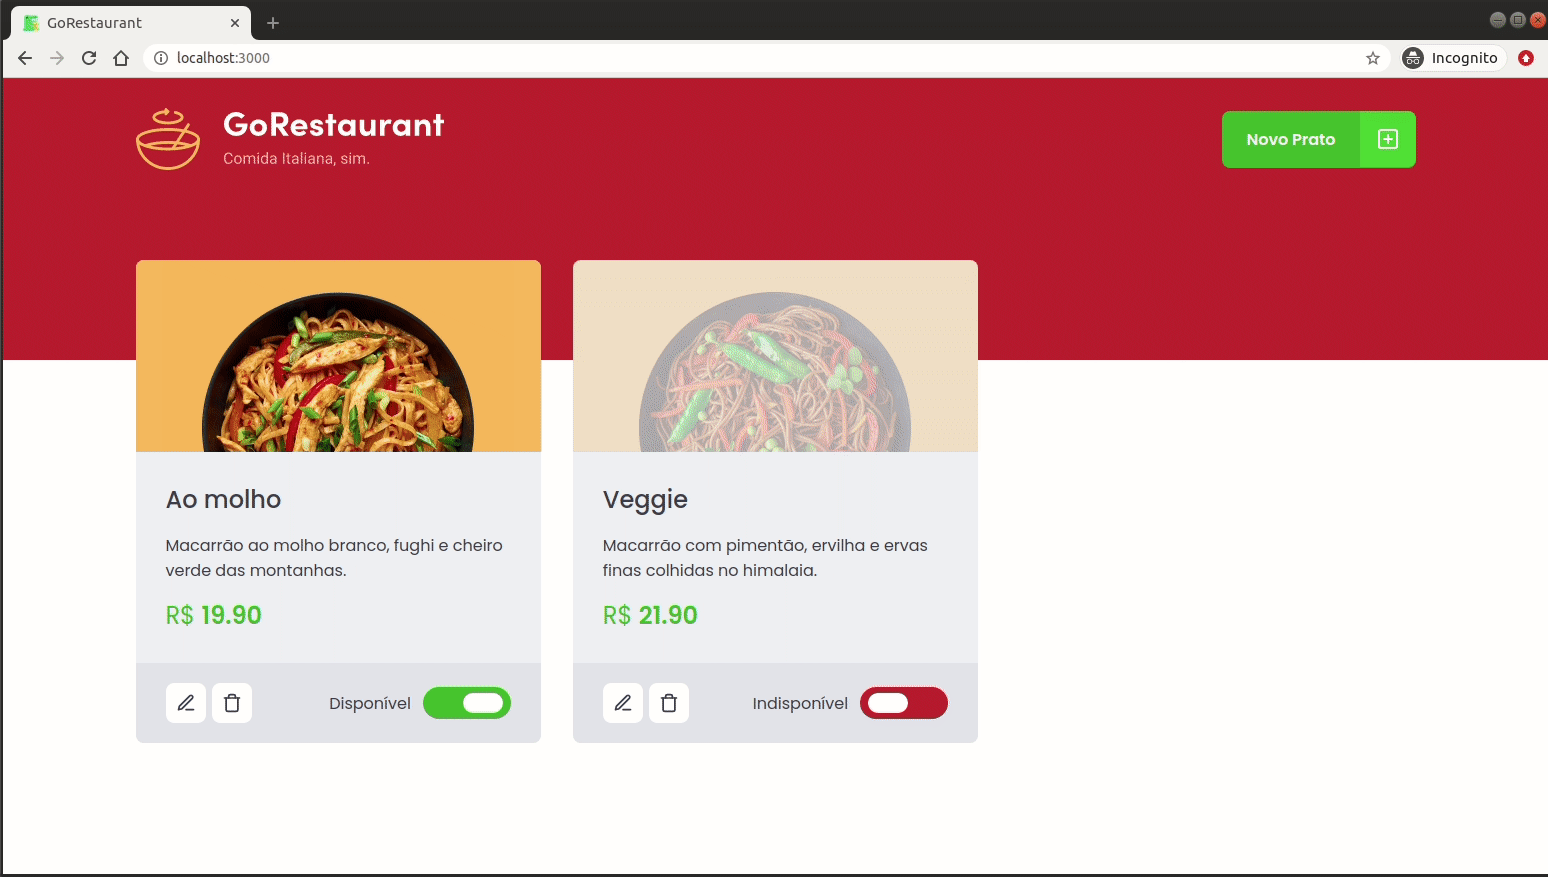 GoRestaurant
localhost:3000
Incognito
GoRestaurant
Comida Italiana, sim.
Novo Prato
Ao molho
Macarrão ao molho branco, fughi e cheiro
verde das montanhas.
R$ 19.90
Disponível
Veggie
Macarrão com pimentão, ervilha e ervas
finas colhidas no himalaia.
R$ 21.90
Indisponível